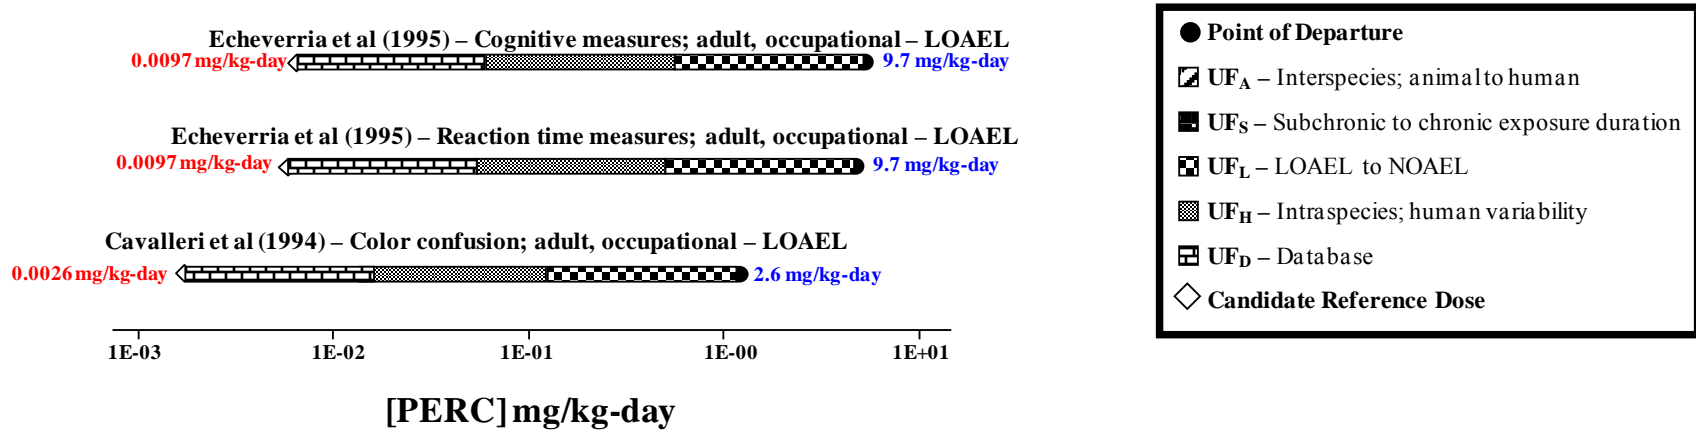 Echeverria et al (1995) – Cognitive measures; adult, occupational – LOAEL
0.0097 mg/kg-day
9.7 mg/kg-day
Echeverria et al (1995) – Reaction time measures; adult, occupational – LOAEL
0.0097 mg/kg-day
9.7 mg/kg-day
Cavalleri et al (1994) – Color confusion; adult, occupational – LOAEL
0.0026 mg/kg-day
2.6 mg/kg-day
1E-03 1E-02 1E-01 1E-00 1E+01
[PERC] mg/kg-day
Point of Departure
UFA – Interspecies; animal to human
UFS – Subchronic to chronic exposure duration
UFL – LOAEL to NOAEL
UFH – Intraspecies; human variability
UFD – Database
Candidate Reference Dose